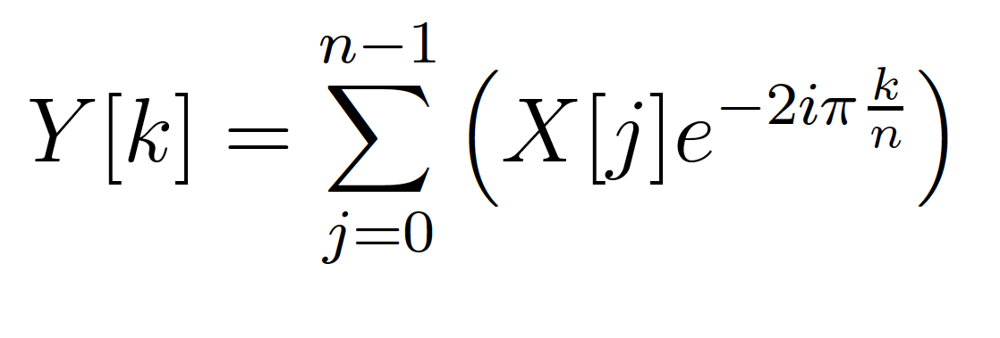 Y[k] = \sum_{j=0}^{n-1} \left( X[j] e^{-2i\pi \frac{k}{n}} \right)